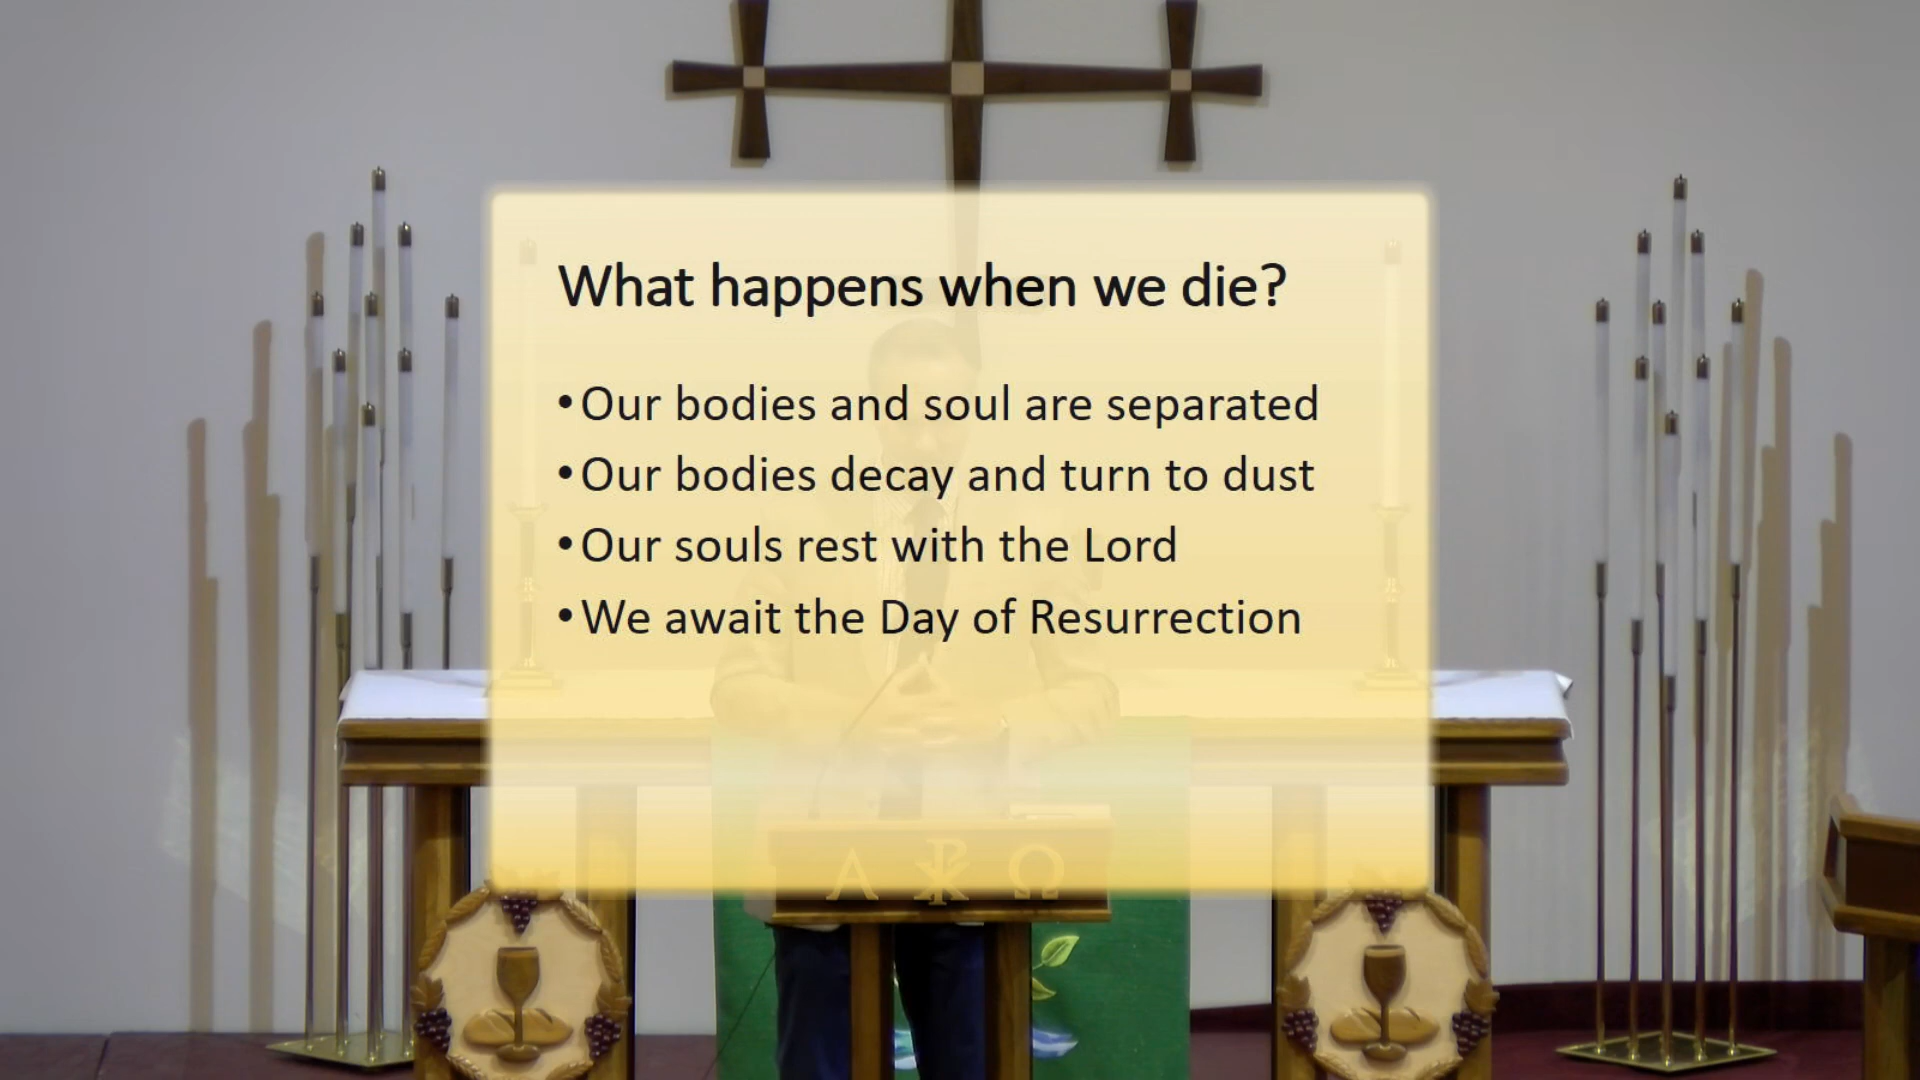 What happens when we die?
•Our bodies and soul are separated
•Our bodies decay and turn to dust
•Our souls rest with the Lord
•We await the Day of Resurrection
Α ⳩ Ω